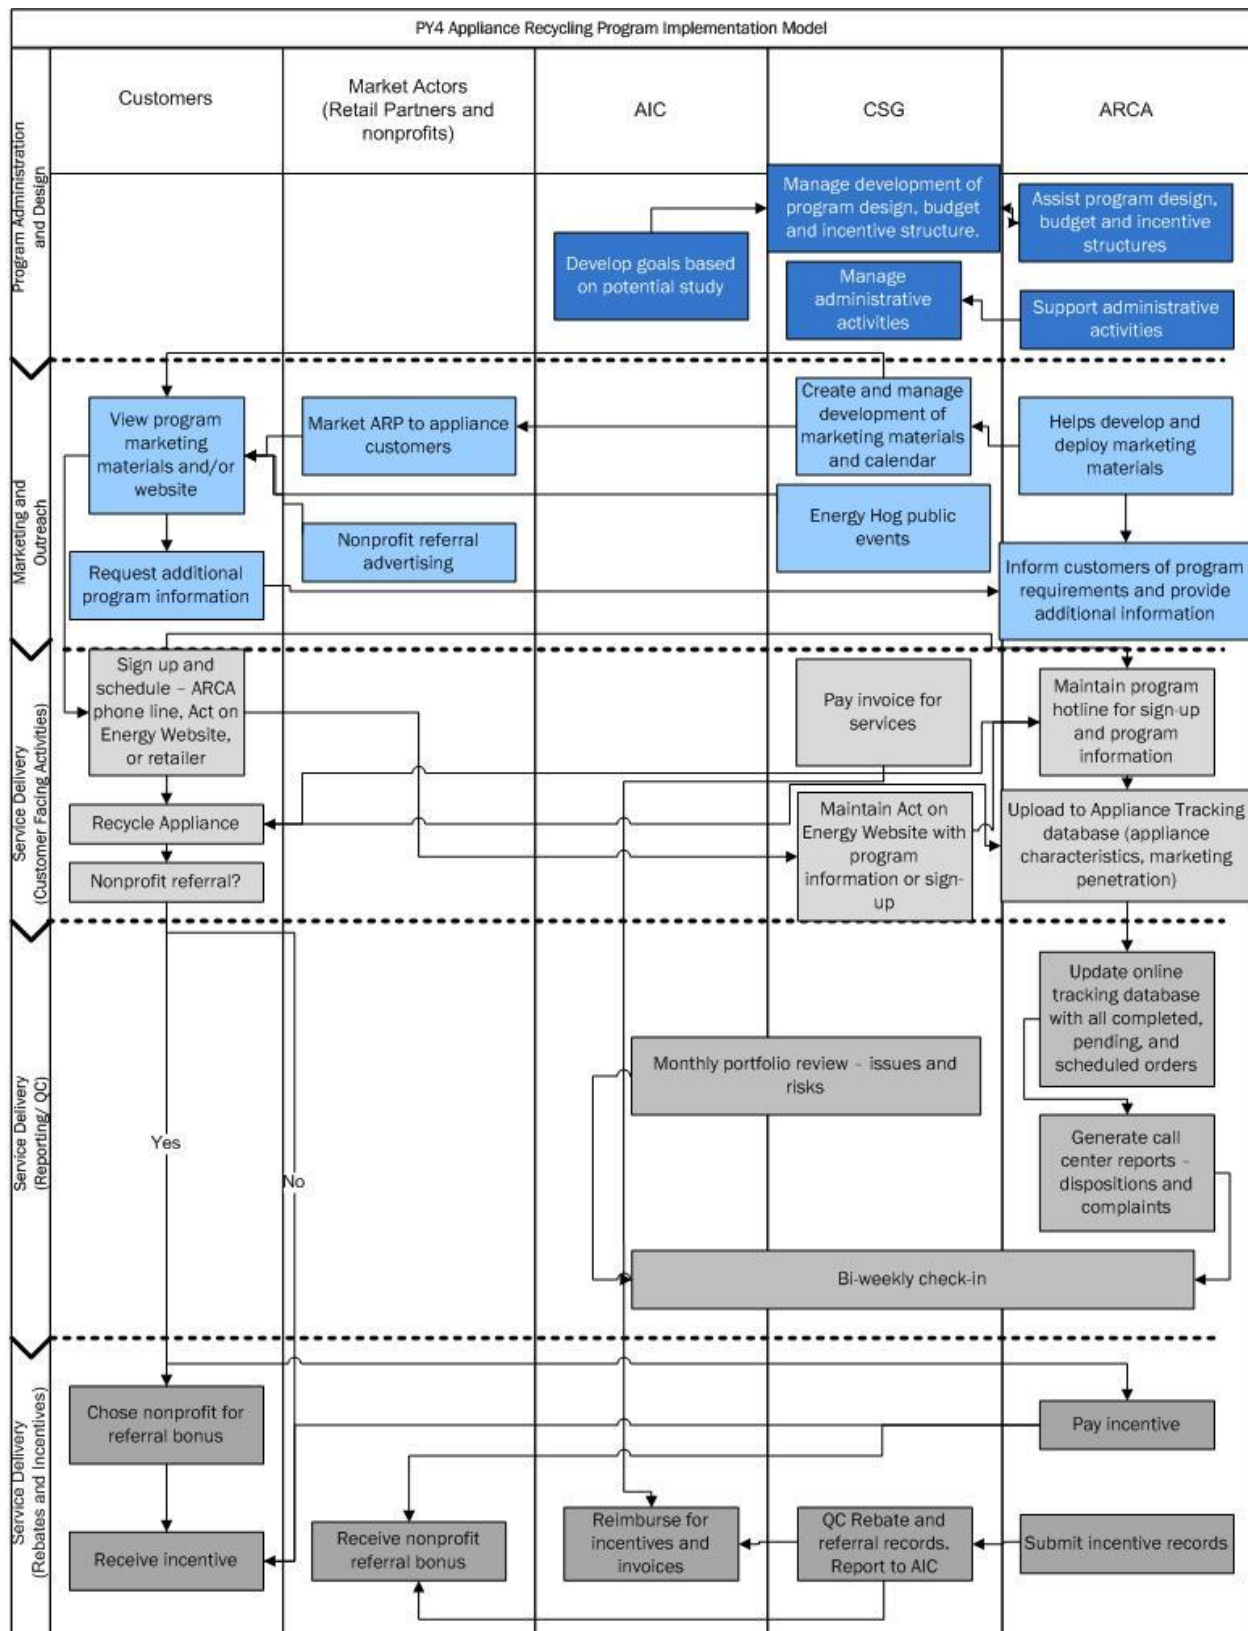 PY4 Appliance Recycling Program Implementation Model
Customers
Market Actors
(Retail Partners and
nonprofits)
AIC
CSG
ARCA
Program Administration
and Design
Manage development of
program design, budget
and incentive structure.
Assist program design,
budget and incentive
structures
Develop goals based
on potential study
Manage
administrative
activities
Support administrative
activities
Marketing and
Outreach
View program
marketing
materials and/or
website
Market ARP to appliance
customers
Create and manage
development of
marketing materials
and calendar
Helps develop and
deploy marketing
materials
Nonprofit referral
advertising
Energy Hog public
events
Request additional
program information
Inform customers of program
requirements and provide
additional information
Service Delivery
(Customer Facing Activities)
Sign up and
schedule – ARCA
phone line, Act on
Energy Website,
or retailer
Pay invoice for
services
Maintain program
hotline for sign-up
and program
information
Recycle Appliance
Maintain Act on
Energy Website with
program
information or sign-
up
Upload to Appliance Tracking
database (appliance
characteristics, marketing
penetration)
Nonprofit referral?
Service Delivery
(Reporting/ QC)
Update online
tracking database
with all completed,
pending, and
scheduled orders
Monthly portfolio review – issues and
risks
Yes
No
Generate call
center reports –
dispositions and
complaints
Bi-weekly check-in
Service Delivery
(Rebates and Incentives)
Chose nonprofit for
referral bonus
Pay incentive
Receive incentive
Receive nonprofit
referral bonus
Reimburse for
incentives and
invoices
QC Rebate and
referral records.
Report to AIC
Submit incentive records